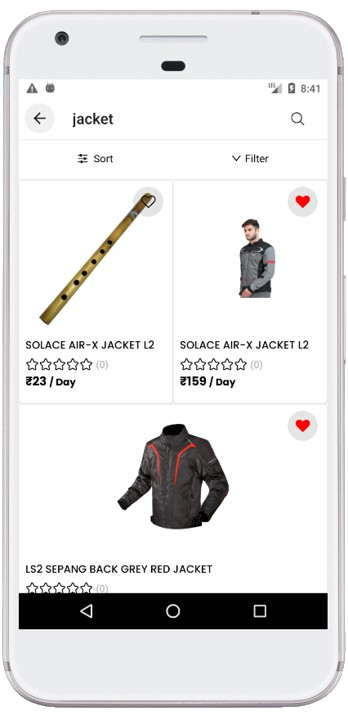 LTE 8:41
jacket
Sort
Filter
SOLACE AIR-X JACKET L2
(0)
₹23 / Day
SOLACE AIR-X JACKET L2
(0)
₹159 / Day
LS2 SEPANG BACK GREY RED JACKET
(0)